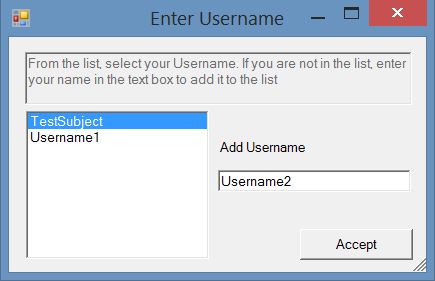 Enter Username
From the list, select your Username. If you are not in the list, enter
your name in the text box to add it to the list
TestSubject
Username1
Add Username
Username2
Accept